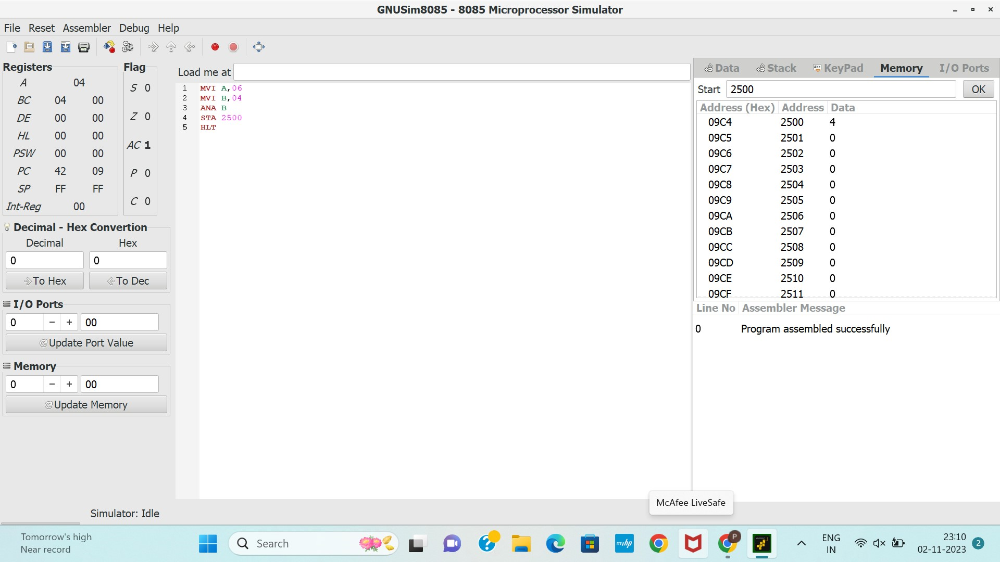 GNUSim8085 - 8085 Microprocessor Simulator
File Reset Assembler Debug Help
Registers
A 04
BC 04 00
DE 00 00
HL 00 00
PSW 00 00
PC 42 09
SP FF FF
Int-Reg 00
Flag
S 0
Z 0
AC 1
P 0
C 0
Decimal - Hex Convertion
Decimal Hex
0 0
To Hex To Dec
I/O Ports
0 - + 00
Update Port Value
Memory
0 - + 00
Update Memory
Simulator: Idle
Load me at
1 MVI A,06
2 MVI B,04
3 ANA B
4 STA 2500
5 HLT
Data Stack Abc KeyPad Memory I/O Ports
Start 2500 OK
Address (Hex) Address Data
09C4 2500 4
09C5 2501 0
09C6 2502 0
09C7 2503 0
09C8 2504 0
09C9 2505 0
09CA 2506 0
09CB 2507 0
09CC 2508 0
09CD 2509 0
09CE 2510 0
09CF 2511 0
Line No Assembler Message
0 Program assembled successfully
McAfee LiveSafe
Tomorrow's high
Near record
Search
myhp
P
ENG
IN
23:10
02-11-2023
2